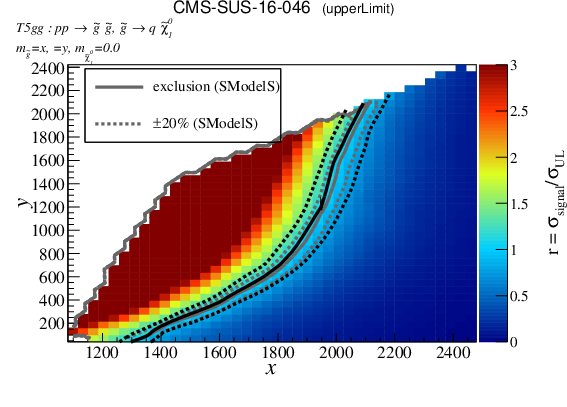 CMS-SUS-16-046 (upperLimit)
T5gg : pp → g̃ g̃, g̃ → q χ̃₁⁰
m_g̃=x, =y, m_χ̃₁⁰=0.0
exclusion (SModelS)
±20% (SModelS)
2400
2200
2000
1800
1600
1400
1200
1000
800
600
400
200
y
1200 1400 1600 1800 2000 2200 2400
x
3
2.5
2
1.5
1
0.5
0
r = σ_signal/σ_UL